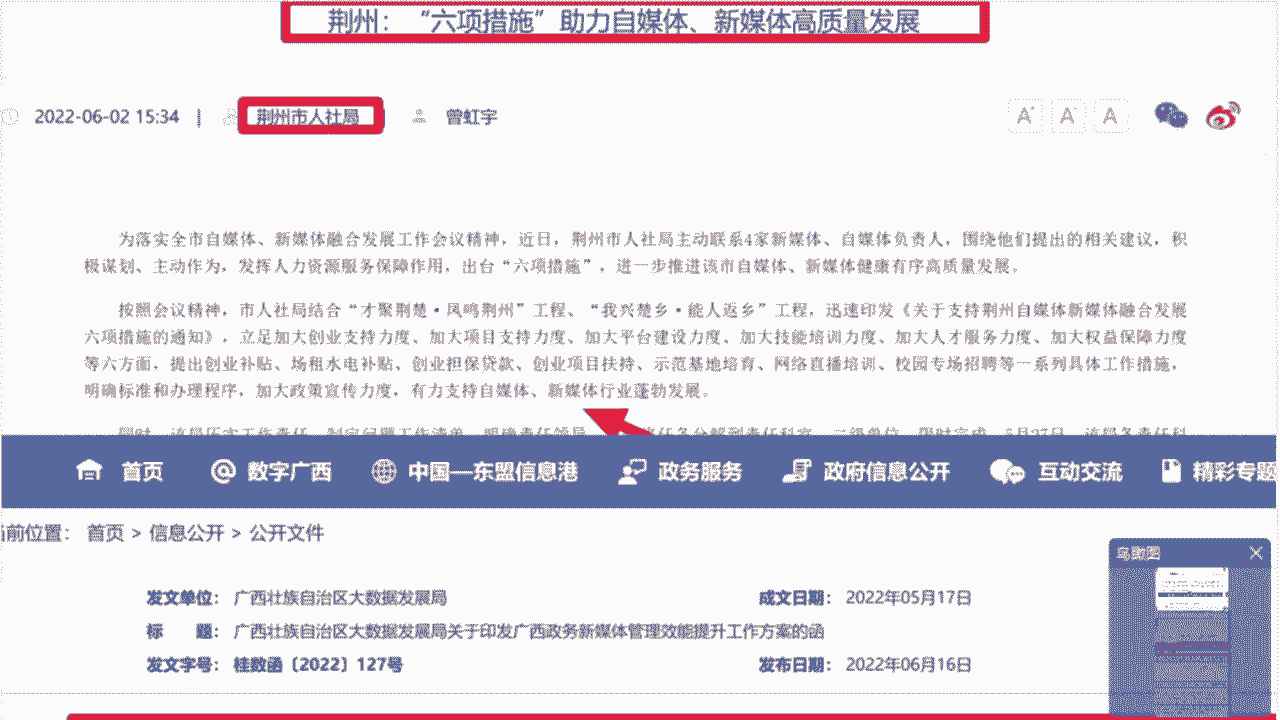 荆州：“六项措施”助力自媒体、新媒体高质量发展
2022-06-02 15:34 | 荆州市人社局 曾虹宇 A+ A- A
为落实全市自媒体、新媒体融合发展工作会议精神，近日，荆州市人社局主动联系4家新媒体、自媒体负责人，围绕他们提出的相关建议，积
极谋划、主动作为，发挥人力资源服务保障作用，出台“六项措施”，进一步推进该市自媒体、新媒体健康有序高质量发展。
按照会议精神，市人社局结合“才聚荆楚·凤鸣荆州”工程、“我兴楚乡·能人返乡”工程，迅速印发《关于支持荆州自媒体新媒体融合发展
六项措施的通知》，立足加大创业支持力度、加大项目支持力度、加大平台建设力度、加大技能培训力度、加大人才服务力度、加大权益保障力度
等六方面，提出创业补贴、场租水电补贴、创业担保贷款、创业项目扶持、示范基地培育、网络直播培训、校园专场招聘等一系列具体工作措施，
明确标准和办理程序，加大政策宣传力度，有力支持自媒体、新媒体行业蓬勃发展。
首页 数字广西 中国—东盟信息港 政务服务 政府信息公开 互动交流 精彩专题
前位置： 首页 > 信息公开 > 公开文件
鸟瞰图
发文单位： 广西壮族自治区大数据发展局 成文日期： 2022年05月17日
标 题： 广西壮族自治区大数据发展局关于印发广西政务新媒体管理效能提升工作方案的函
发文字号： 桂数函〔2022〕127号 发布日期： 2022年06月16日